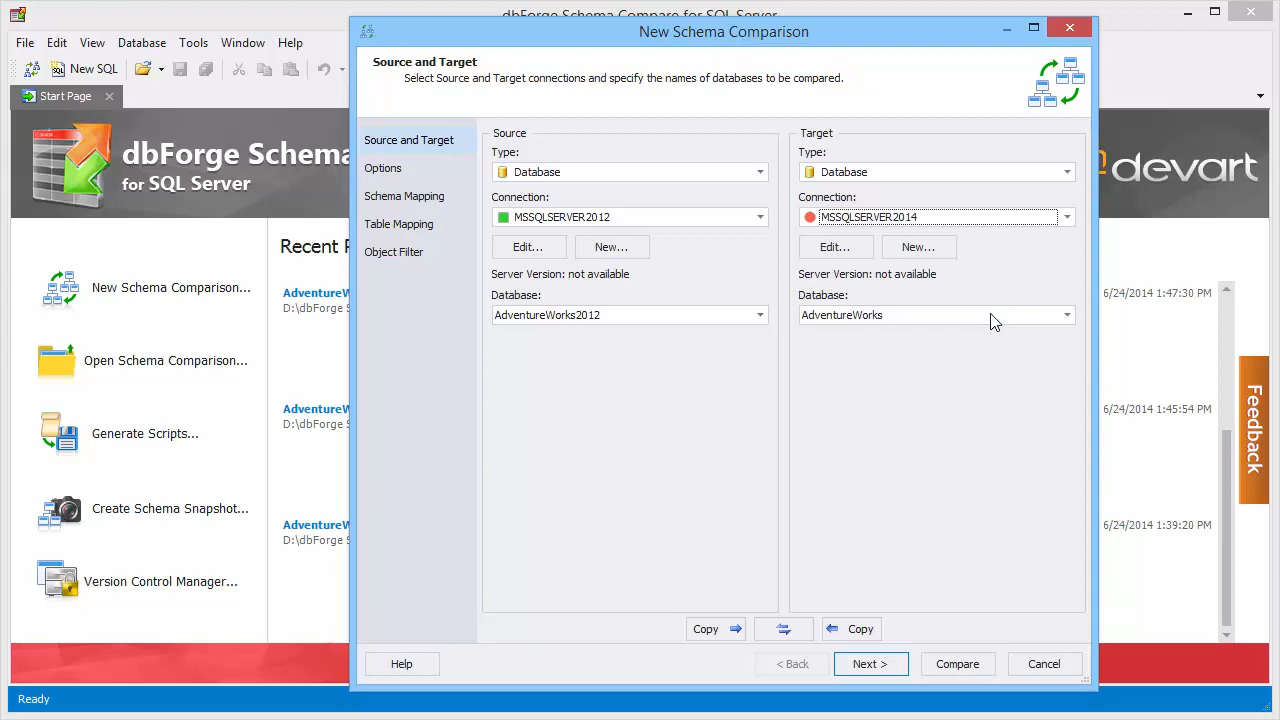 dbForge Schema Compare for SQL Server
File Edit View Database Tools Window Help
New SQL
Start Page
dbForge Schema
for SQL Server
devart
Recent P
New Schema Comparison...
Open Schema Comparison...
Generate Scripts...
Create Schema Snapshot...
Version Control Manager...
AdventureW
D:\dbForge S
AdventureW
D:\dbForge S
AdventureW
D:\dbForge S
6/24/2014 1:47:30 PM
6/24/2014 1:45:54 PM
6/24/2014 1:39:20 PM
Feedback
Ready
New Schema Comparison
Source and Target
Select Source and Target connections and specify the names of databases to be compared.
Source and Target
Options
Schema Mapping
Table Mapping
Object Filter
Source
Type:
Database
Connection:
MSSQLSERVER2012
Edit... New...
Server Version: not available
Database:
AdventureWorks2012
Target
Type:
Database
Connection:
MSSQLSERVER2014
Edit... New...
Server Version: not available
Database:
AdventureWorks
Copy Copy
Help < Back Next > Compare Cancel